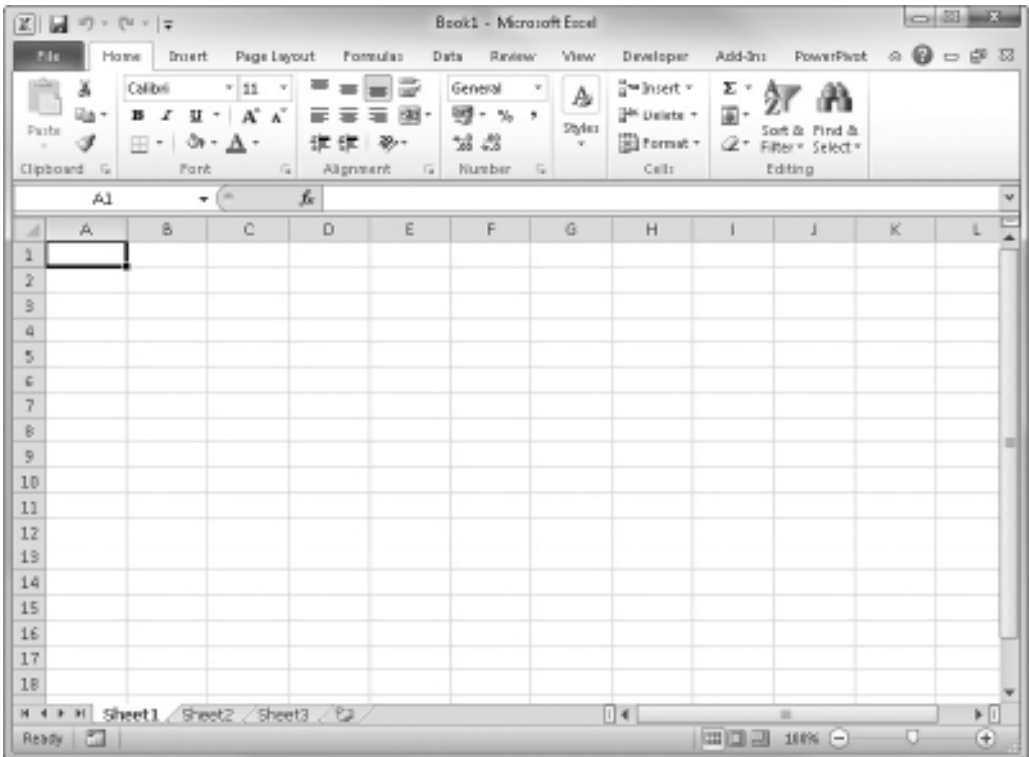 Book1 - Microsoft Excel
File Home Insert Page Layout Formulas Data Review View Developer Add-Ins PowerPivot
Calibri 11 General Insert
B I U A A % , Styles Delete
Paste Format Sort & Filter Find & Select
Clipboard Font Alignment Number Cells Editing
A1 fx
A B C D E F G H I J K L
1
2
3
4
5
6
7
8
9
10
11
12
13
14
15
16
17
18
Sheet1 Sheet2 Sheet3
Ready 100%